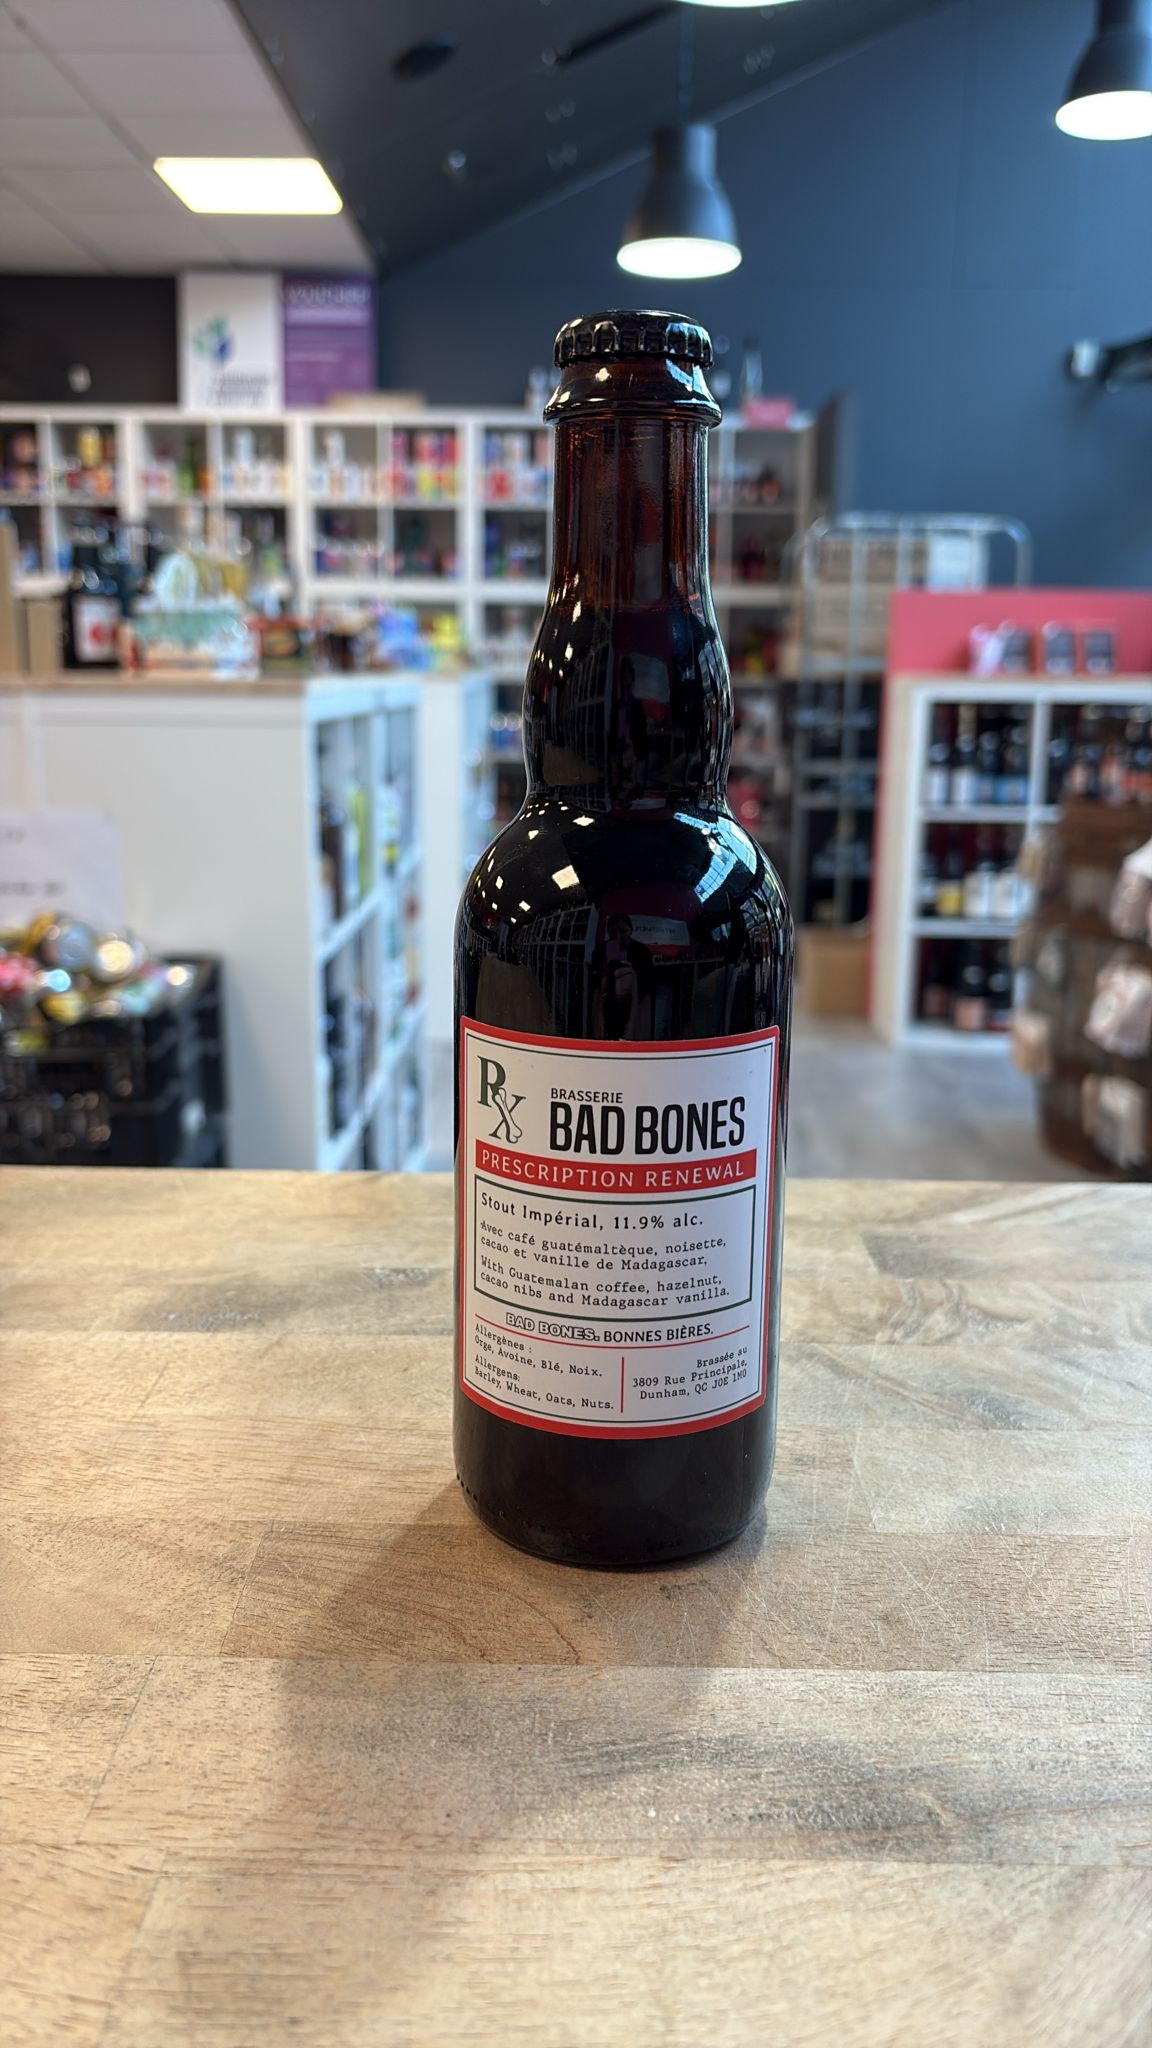 Rx
BRASSERIE
BAD BONES
PRESCRIPTION RENEWAL
Stout Impérial, 11.9% alc.
Avec café guatémaltèque, noisette,
cacao et vanille de Madagascar,
With Guatemalan coffee, hazelnut,
cacao nibs and Madagascar vanilla.
BAD BONES. BONNES BIÈRES.
Allergènes :
Orge, Avoine, Blé, Noix.
Allergens:
Barley, Wheat, Oats, Nuts.
Brassée au
3809 Rue Principale,
Dunham, QC J0E 1M0